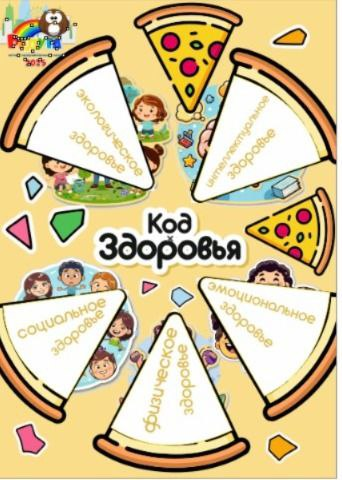 экологическое
здоровье
интеллектуальное
здоровье
Код
Здоровья
социальное
здоровье
эмоциональное
здоровье
физическое
здоровье